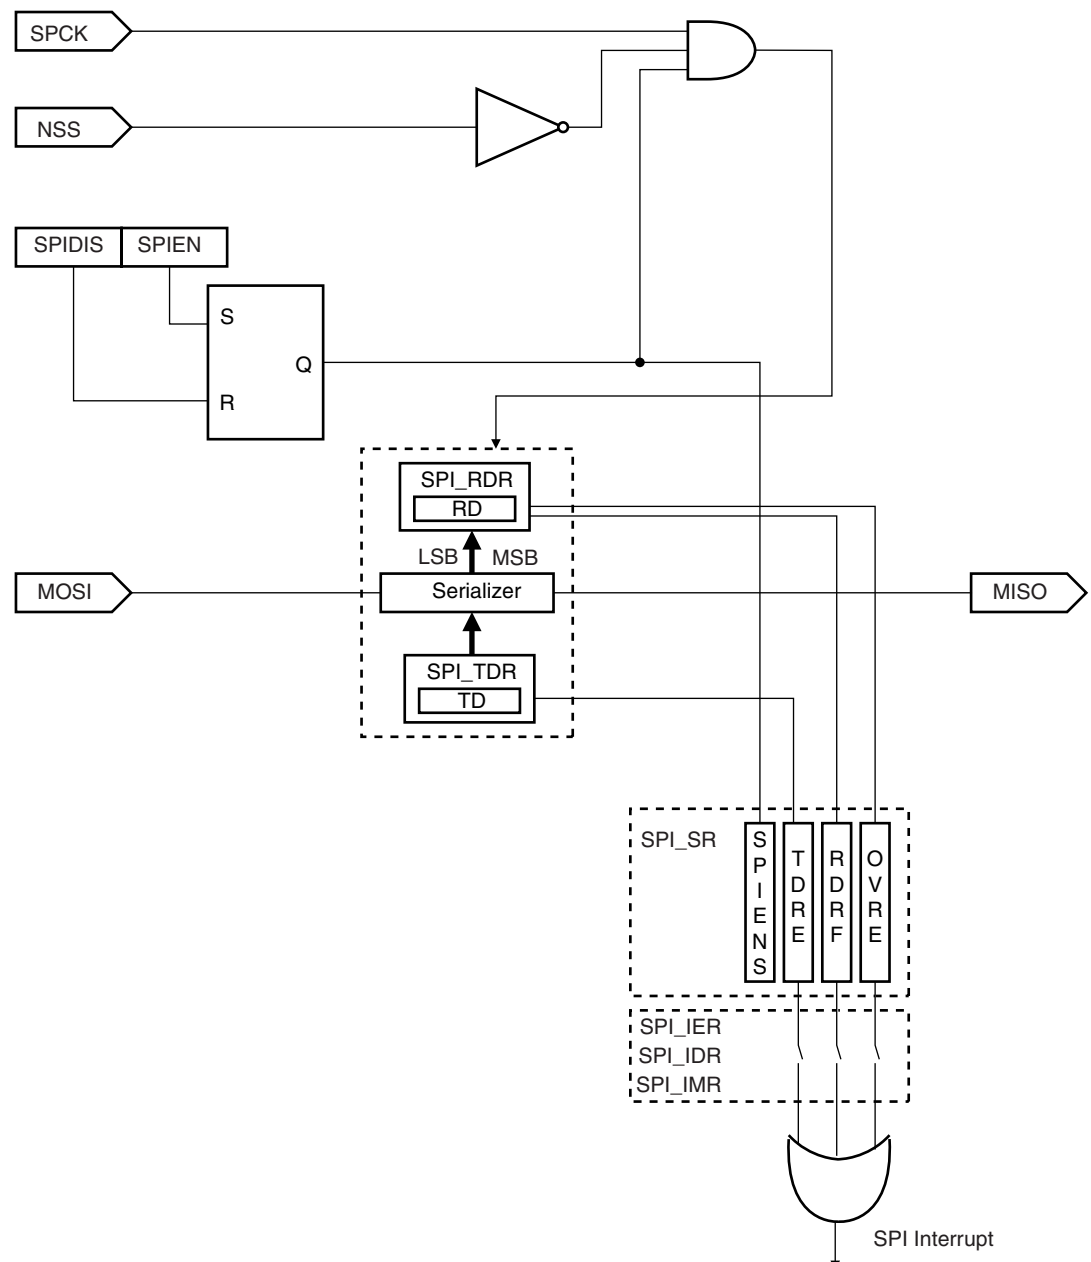 SPCK
NSS
SPIDIS SPIEN
S
Q
R
SPI_RDR
RD
LSB MSB
MOSI
Serializer
MISO
SPI_TDR
TD
SPI_SR
SPIENS
TDRE
RDRF
OVRE
SPI_IER
SPI_IDR
SPI_IMR
SPI Interrupt